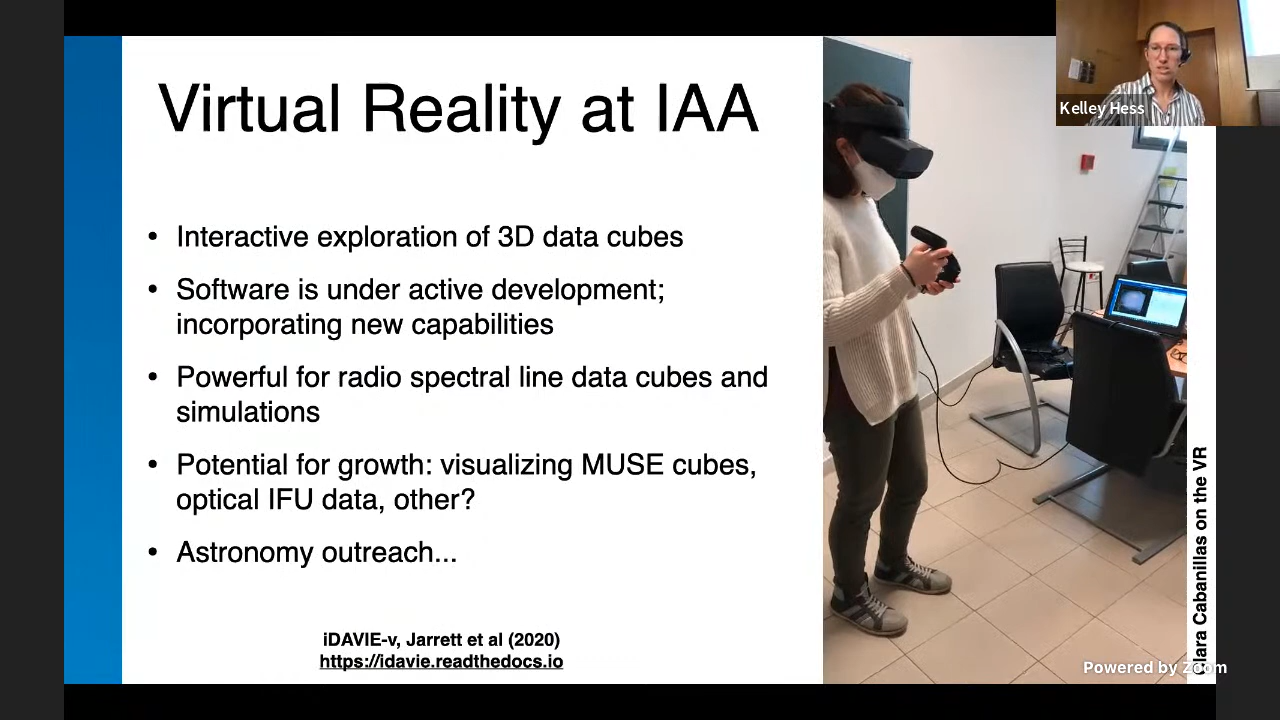 Virtual Reality at IAA
• Interactive exploration of 3D data cubes
• Software is under active development;
incorporating new capabilities
• Powerful for radio spectral line data cubes and
simulations
• Potential for growth: visualizing MUSE cubes,
optical IFU data, other?
• Astronomy outreach...
iDAVIE-v, Jarrett et al (2020)
https://idavie.readthedocs.io
Kelley Hess
Clara Cabanillas on the VR
Powered by Zoom